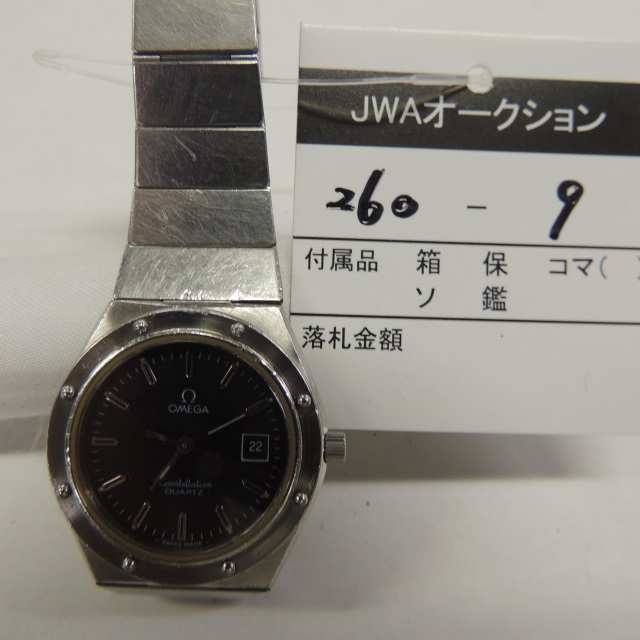 JWAオークション
260 - 9
付属品 箱 保 コマ(
ソ 鑑
落札金額
Ω
OMEGA
22
Constellation
QUARTZ